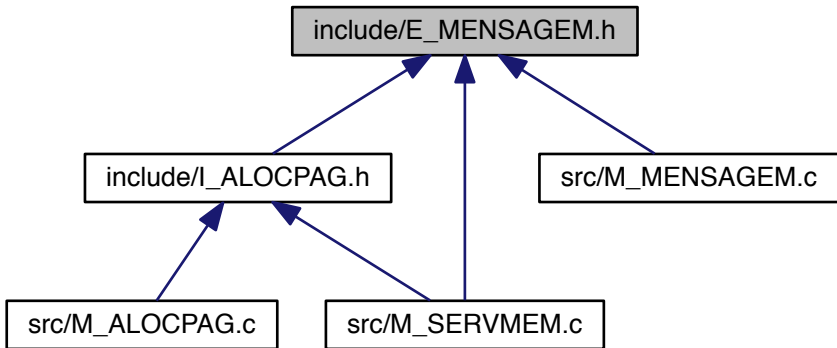 include/E_MENSAGEM.h
include/I_ALOCPAG.h
src/M_MENSAGEM.c
src/M_ALOCPAG.c
src/M_SERVMEM.c